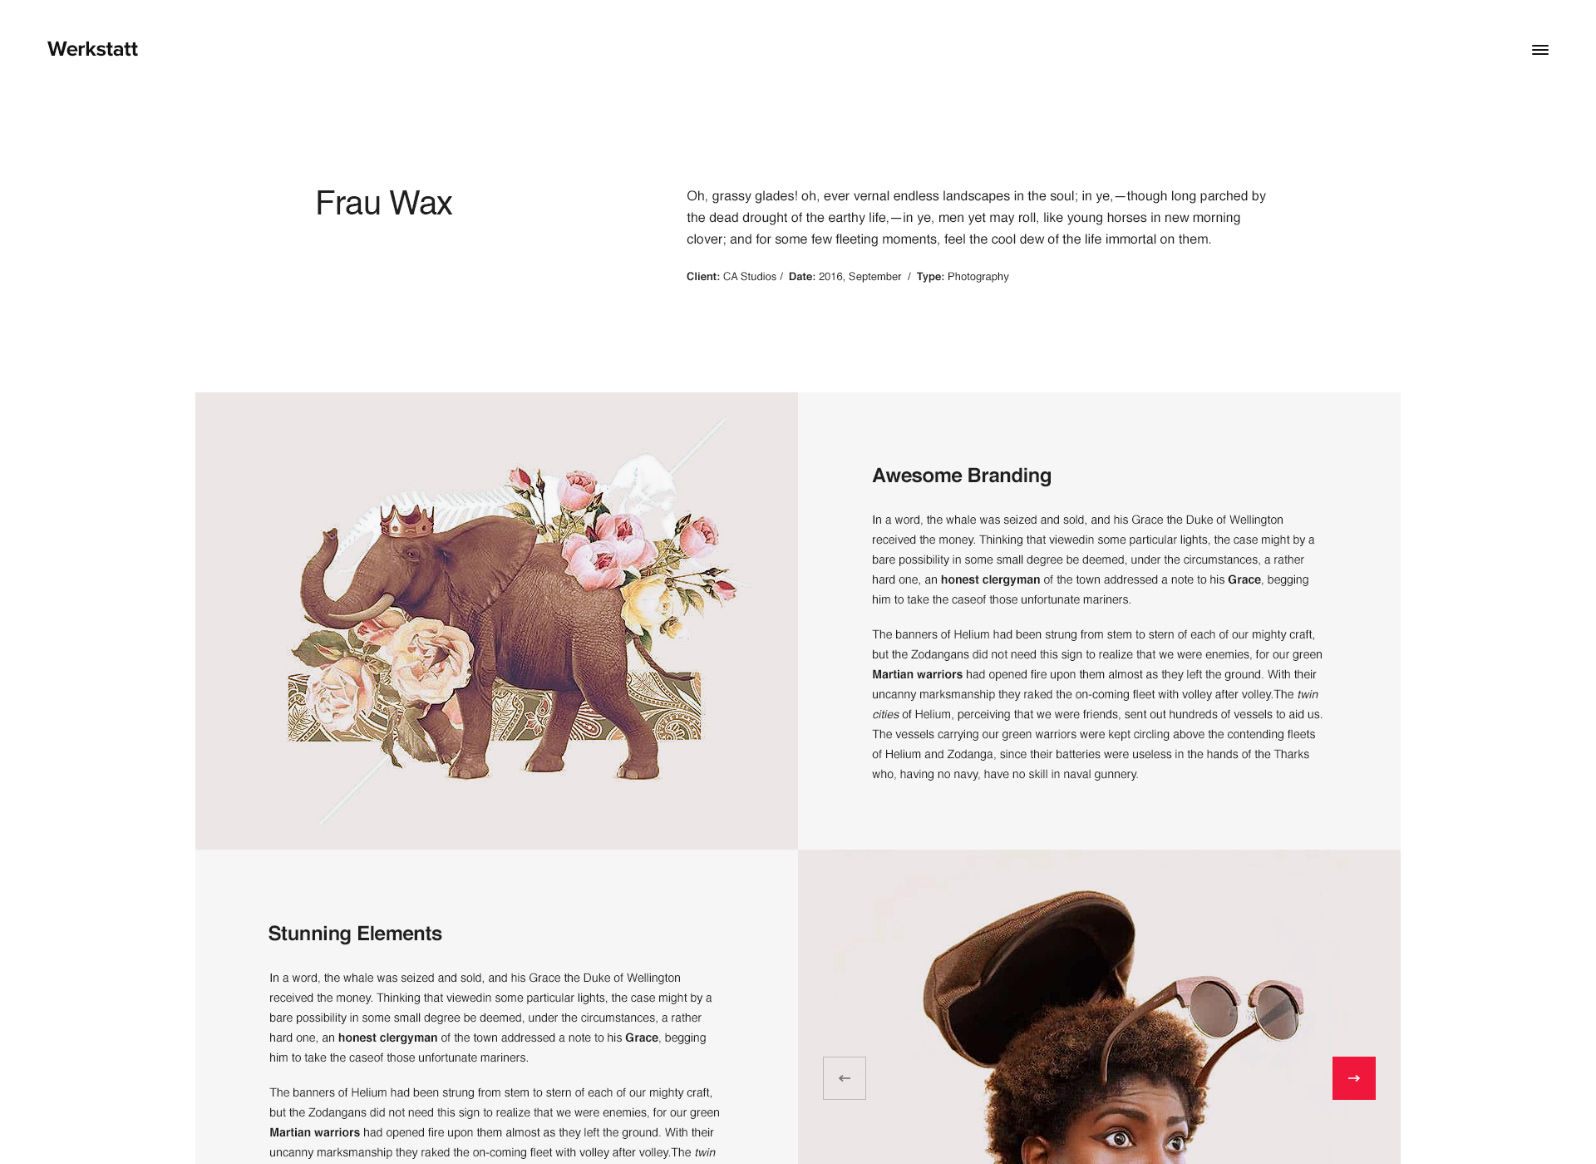 Werkstatt
Frau Wax
Oh, grassy glades! oh, ever vernal endless landscapes in the soul; in ye,—though long parched by
the dead drought of the earthy life,—in ye, men yet may roll, like young horses in new morning
clover; and for some few fleeting moments, feel the cool dew of the life immortal on them.
Client: CA Studios / Date: 2016, September / Type: Photography
Awesome Branding
In a word, the whale was seized and sold, and his Grace the Duke of Wellington
received the money. Thinking that viewedin some particular lights, the case might by a
bare possibility in some small degree be deemed, under the circumstances, a rather
hard one, an honest clergyman of the town addressed a note to his Grace, begging
him to take the caseof those unfortunate mariners.
The banners of Helium had been strung from stem to stern of each of our mighty craft,
but the Zodangans did not need this sign to realize that we were enemies, for our green
Martian warriors had opened fire upon them almost as they left the ground. With their
uncanny marksmanship they raked the on-coming fleet with volley after volley.The twin
cities of Helium, perceiving that we were friends, sent out hundreds of vessels to aid us.
The vessels carrying our green warriors were kept circling above the contending fleets
of Helium and Zodanga, since their batteries were useless in the hands of the Tharks
who, having no navy, have no skill in naval gunnery.
Stunning Elements
In a word, the whale was seized and sold, and his Grace the Duke of Wellington
received the money. Thinking that viewedin some particular lights, the case might by a
bare possibility in some small degree be deemed, under the circumstances, a rather
hard one, an honest clergyman of the town addressed a note to his Grace, begging
him to take the caseof those unfortunate mariners.
The banners of Helium had been strung from stem to stern of each of our mighty craft,
but the Zodangans did not need this sign to realize that we were enemies, for our green
Martian warriors had opened fire upon them almost as they left the ground. With their
uncanny marksmanship they raked the on-coming fleet with volley after volley.The twin